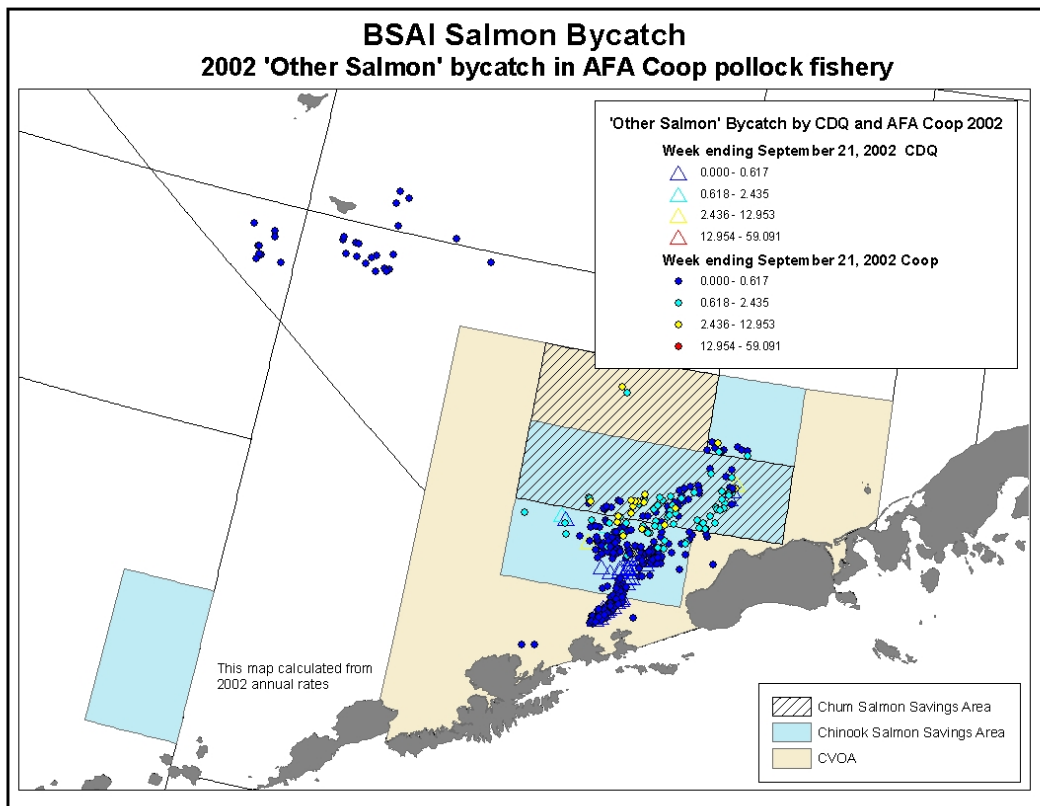 BSAI Salmon Bycatch
2002 'Other Salmon' bycatch in AFA Coop pollock fishery
'Other Salmon' Bycatch by CDQ and AFA Coop 2002
Week ending September 21, 2002 CDQ
0.000 - 0.617
0.618 - 2.435
2.436 - 12.953
12.954 - 59.091
Week ending September 21, 2002 Coop
0.000 - 0.617
0.618 - 2.435
2.436 - 12.953
12.954 - 59.091
This map calculated from
2002 annual rates
Chum Salmon Savings Area
Chinook Salmon Savings Area
CVOA